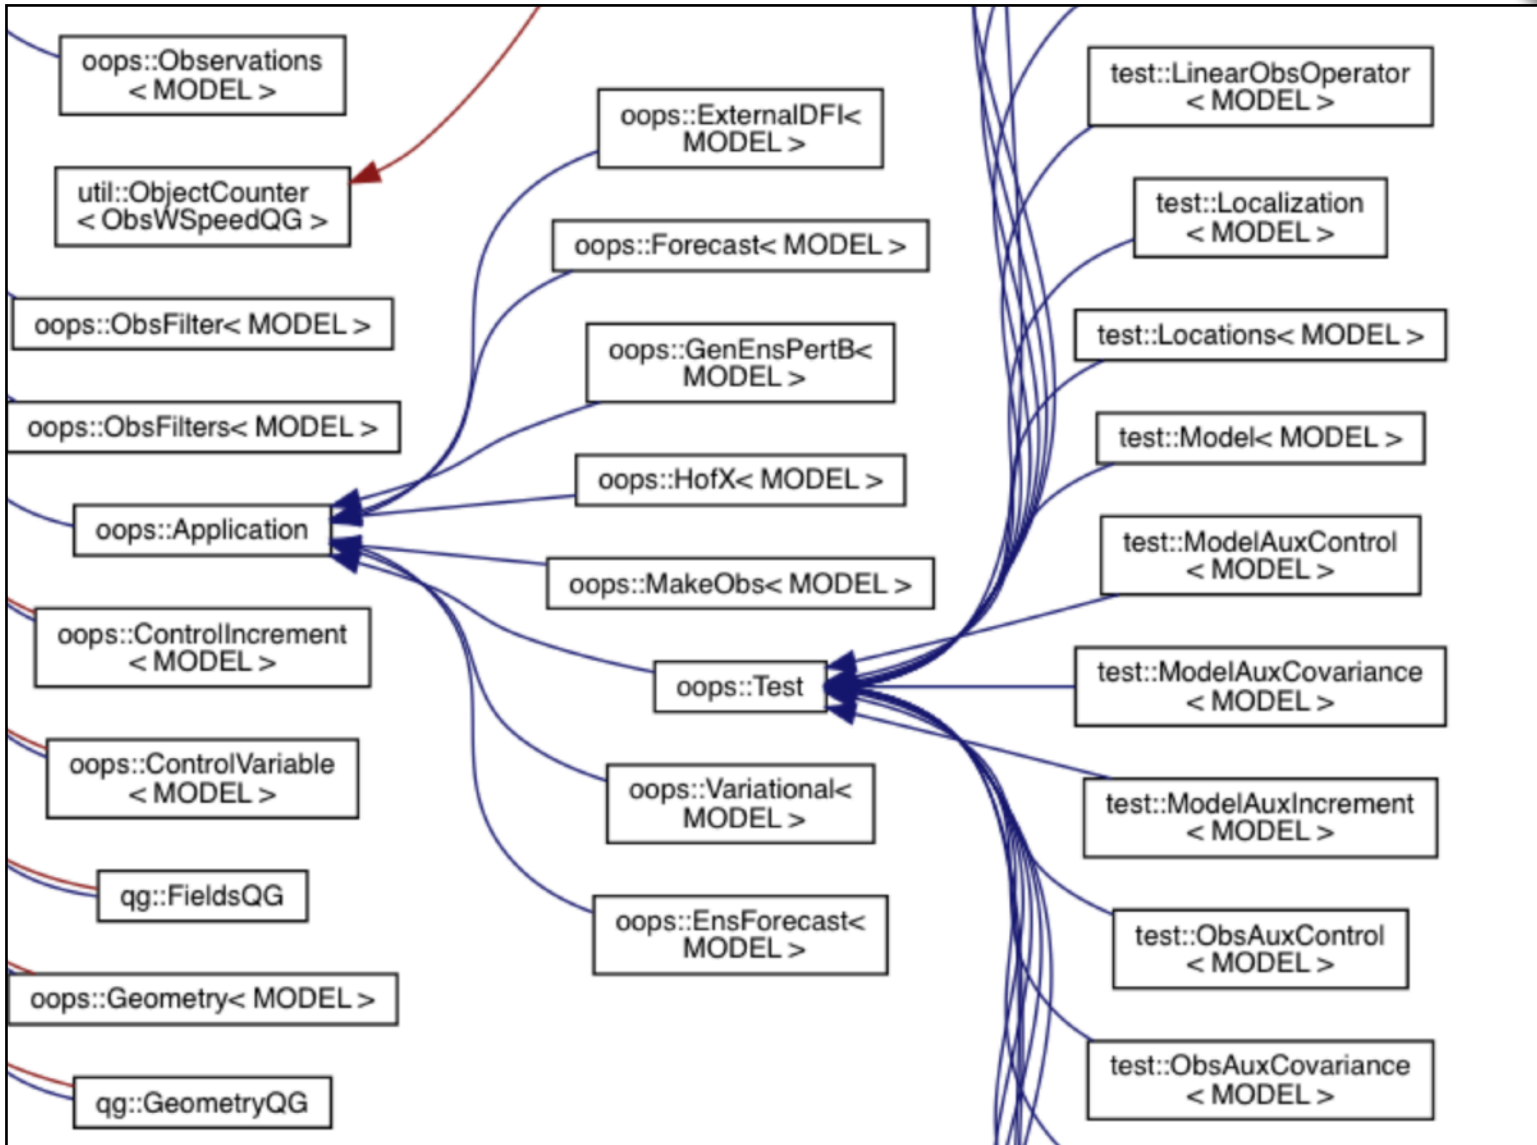 oops::Observations
< MODEL >
util::ObjectCounter
< ObsWSpeedQG >
oops::ObsFilter< MODEL >
oops::ObsFilters< MODEL >
oops::Application
oops::ControlIncrement
< MODEL >
oops::ControlVariable
< MODEL >
qg::FieldsQG
oops::Geometry< MODEL >
qg::GeometryQG
oops::ExternalDFI<
MODEL >
oops::Forecast< MODEL >
oops::GenEnsPertB<
MODEL >
oops::HofX< MODEL >
oops::MakeObs< MODEL >
oops::Test
oops::Variational<
MODEL >
oops::EnsForecast<
MODEL >
test::LinearObsOperator
< MODEL >
test::Localization
< MODEL >
test::Locations< MODEL >
test::Model< MODEL >
test::ModelAuxControl
< MODEL >
test::ModelAuxCovariance
< MODEL >
test::ModelAuxIncrement
< MODEL >
test::ObsAuxControl
< MODEL >
test::ObsAuxCovariance
< MODEL >